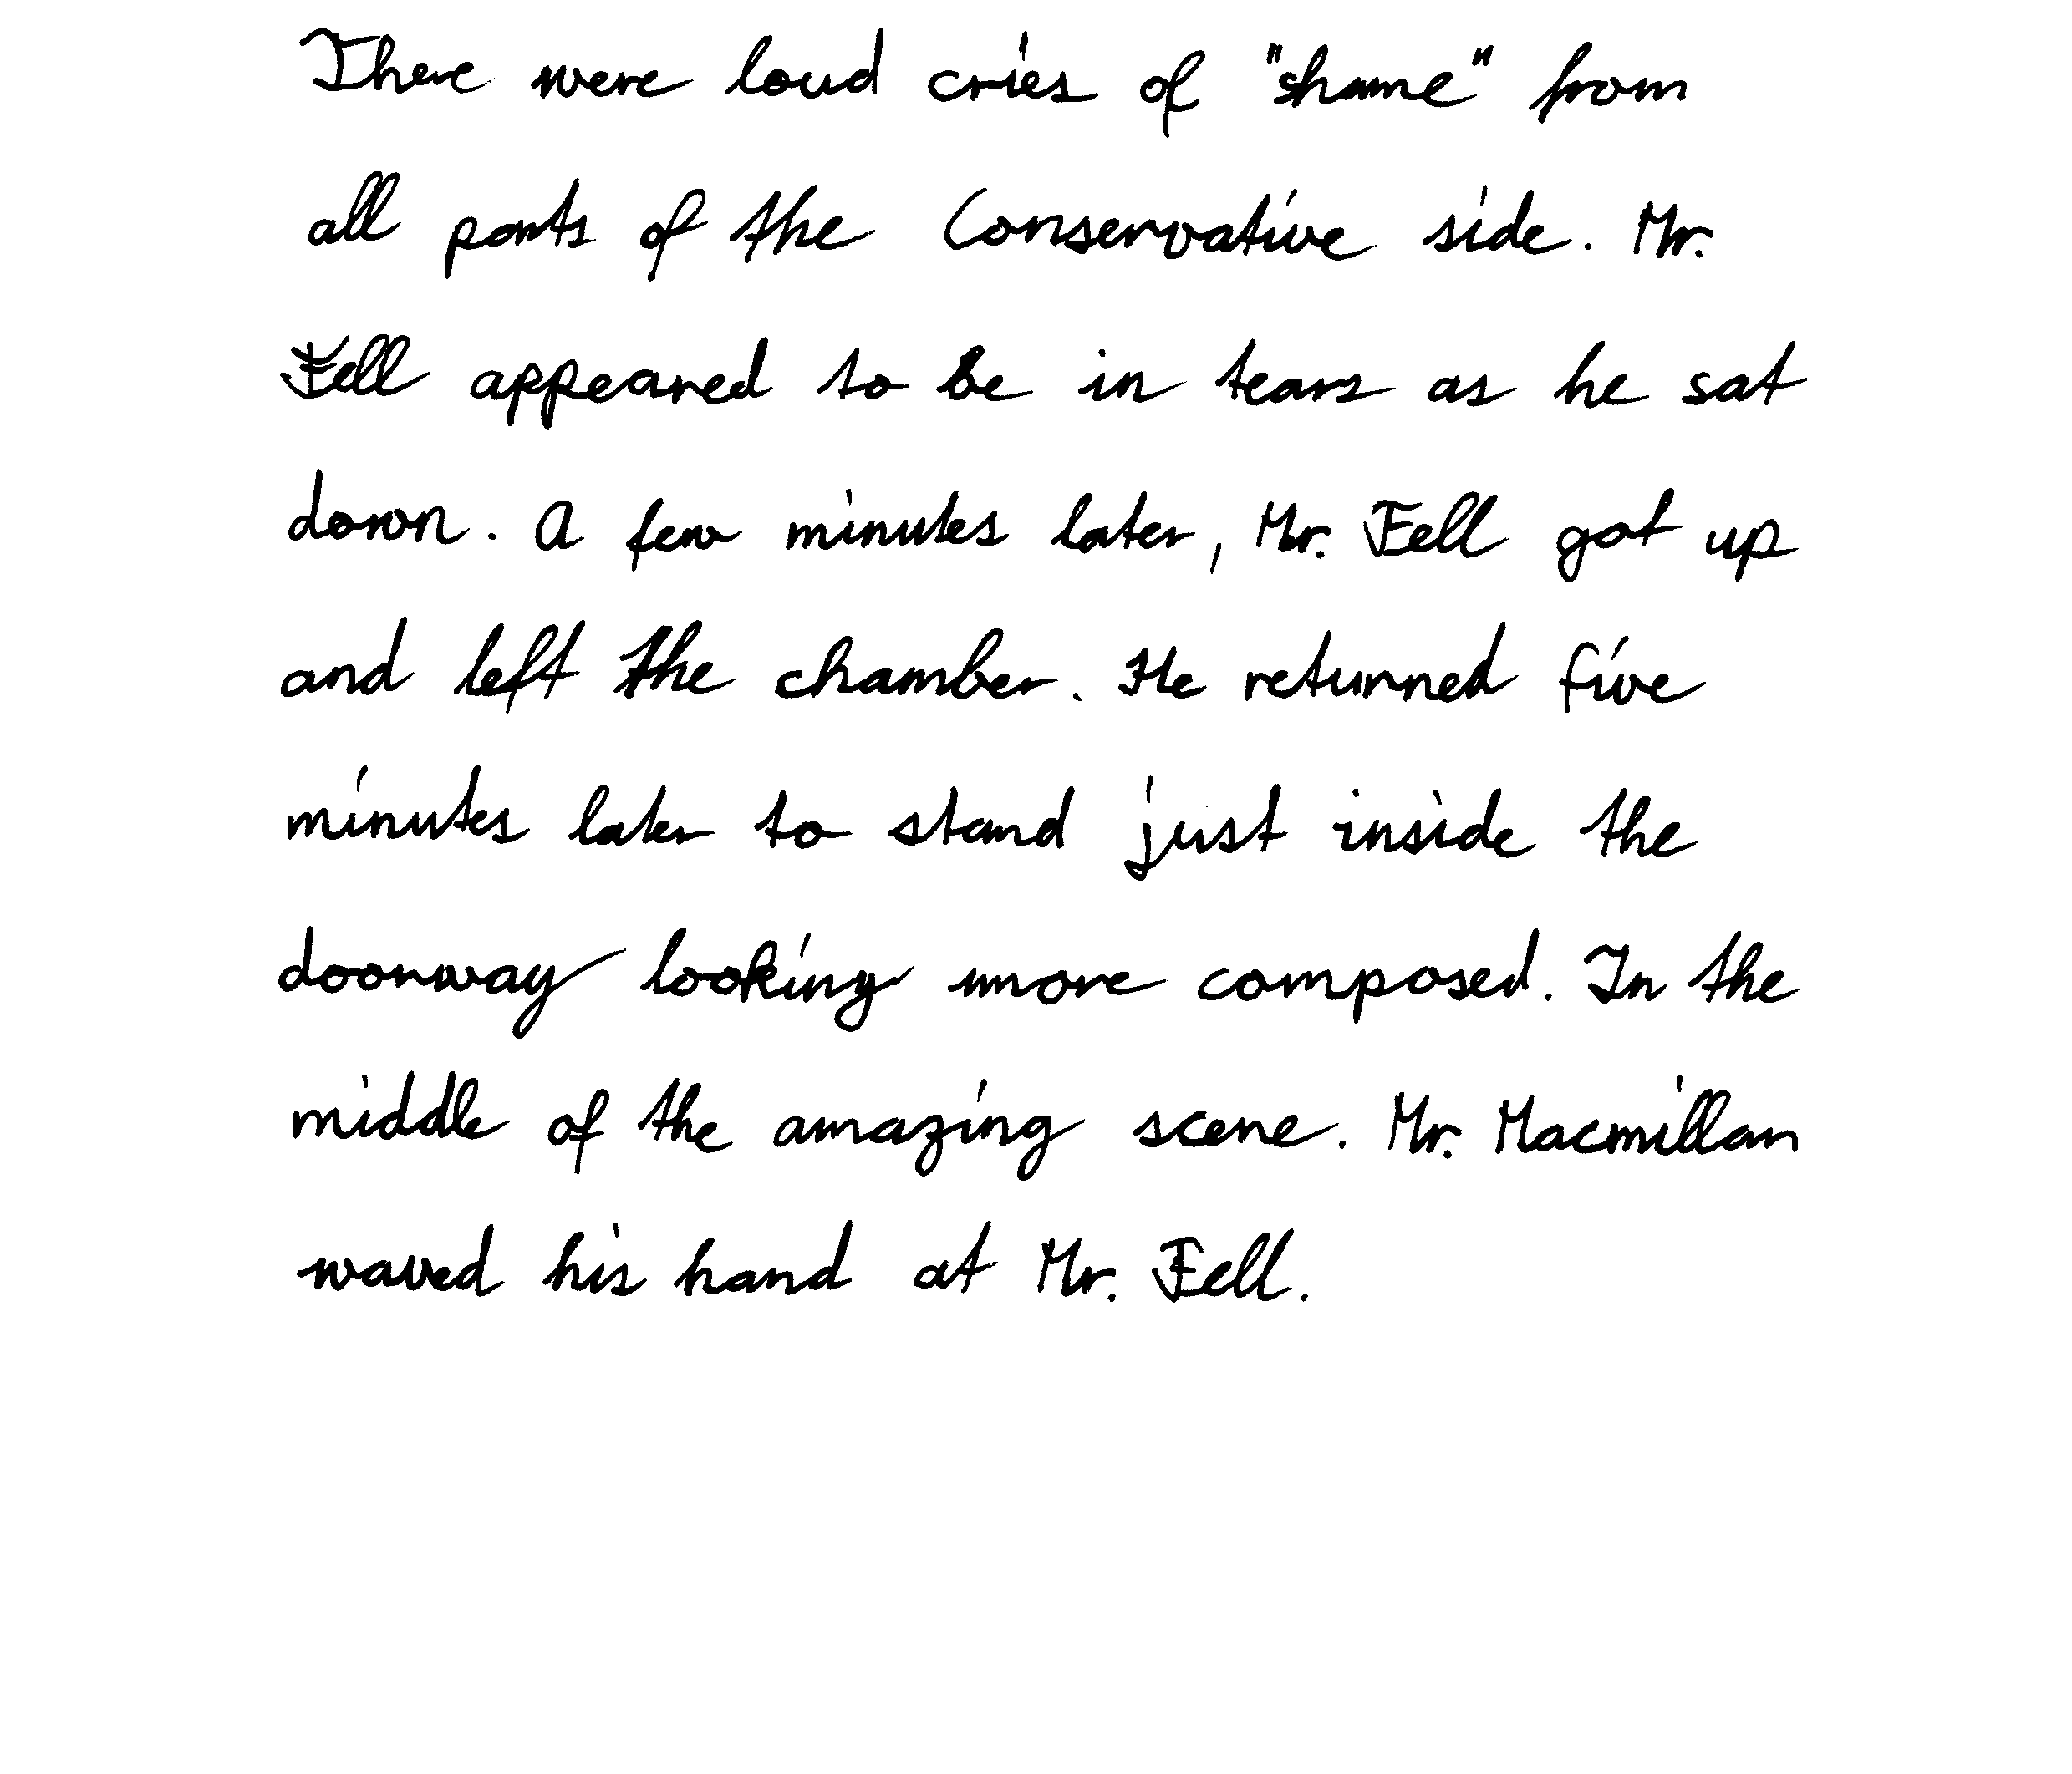 There were loud cries of "shame" from
all parts of the Conservative side. Mr.
Fell appeared to be in tears as he sat
down. A few minutes later, Mr. Fell got up
and left the chamber. He returned five
minutes later to stand just inside the
doorway looking more composed. In the
middle of the amazing scene. Mr. Macmillan
waved his hand at Mr. Fell.